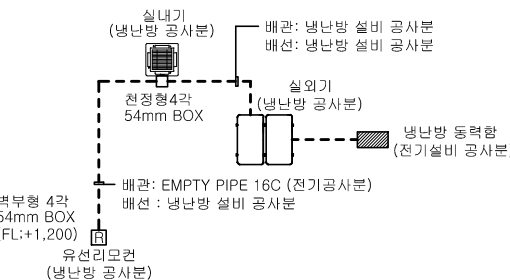 실내기
(냉난방 공사분)
배관: 냉난방 설비 공사분
배선: 냉난방 설비 공사분
천정형4각
54mm BOX
실외기
(냉난방 공사분)
냉난방 동력함
(전기설비 공사분
배관: EMPTY PIPE 16C (전기공사분)
배선 : 냉난방 설비 공사분
벽부형 4각
54mm BOX
(FL:+1,200)
R
유선리모컨
(냉난방 공사분)